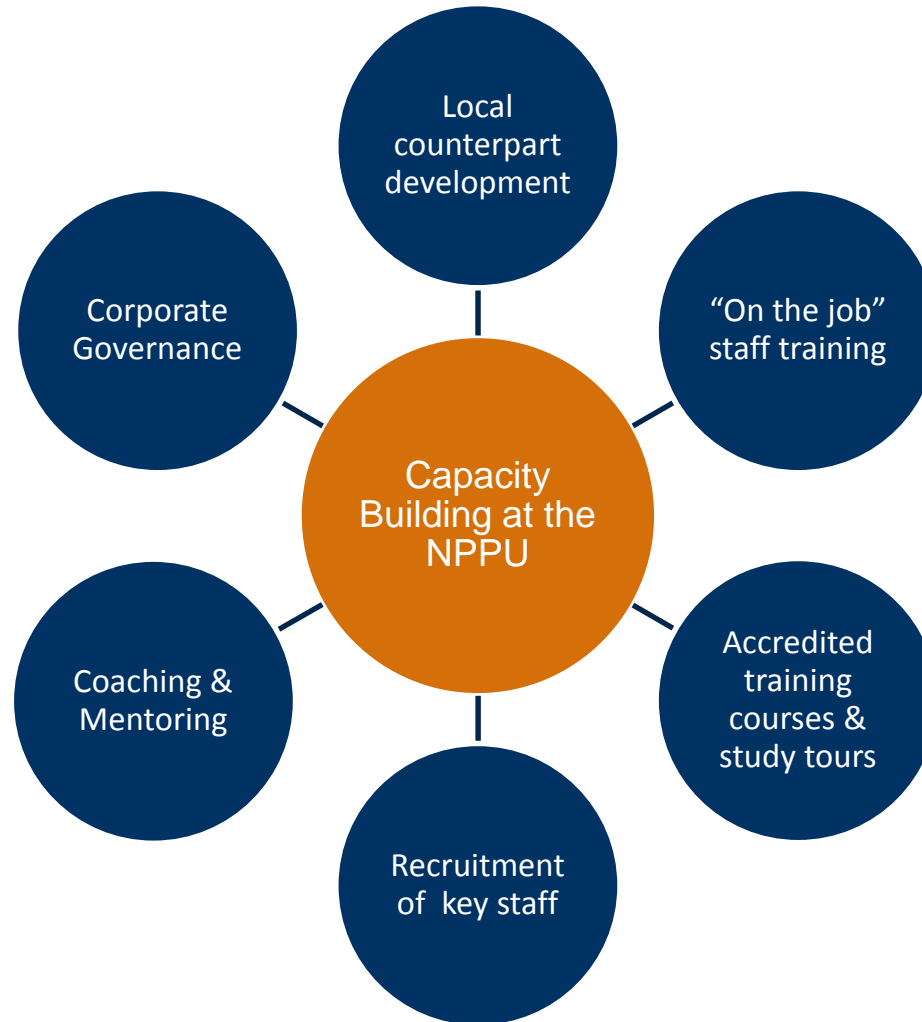 Local
counterpart
development
Corporate
Governance
“On the job”
staff training
Capacity
Building at the
NPPU
Coaching &
Mentoring
Accredited
training
courses &
study tours
Recruitment
of key staff